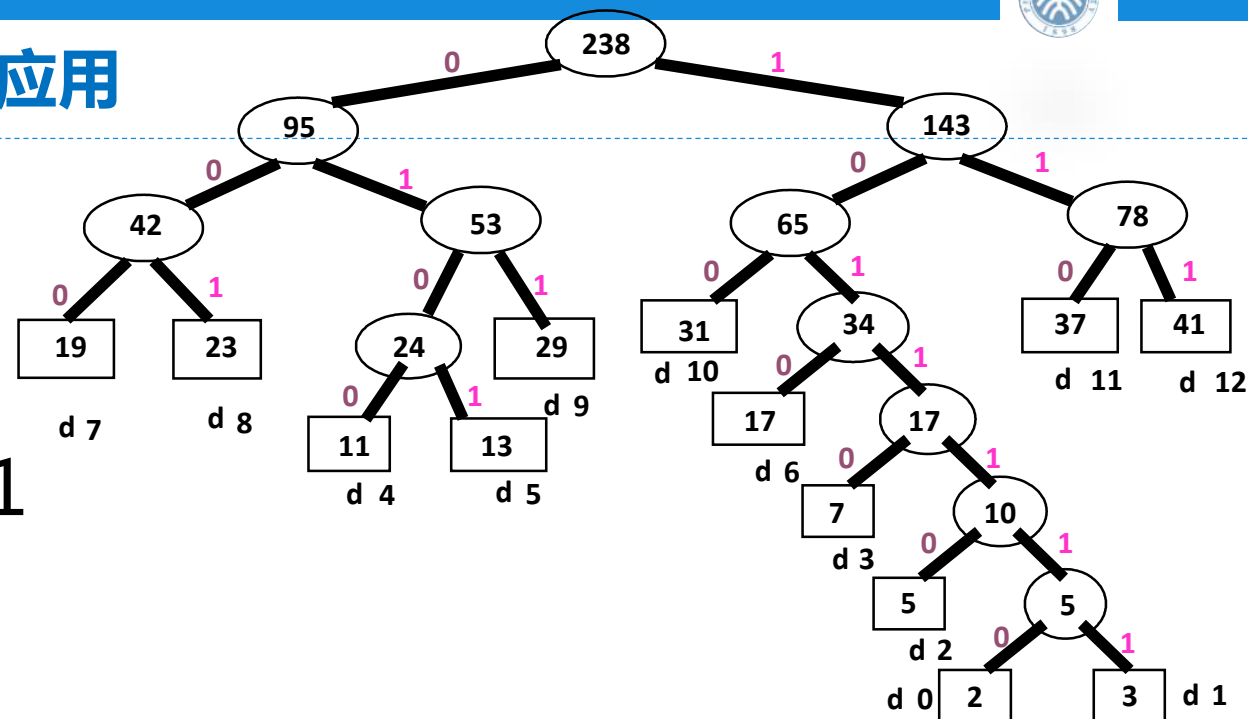 238
0 1
应用
95 143
0 1 0 1
42 53 65 78
0 1 0 1 0 1 0 1
19 23 24 29 31 34 37 41
d 10 d 11 d 12
0 1 d 9 0 1
d 7 d 8 11 13 17 17
d 4 d 5 d 6 0 1
1
7 10
d 3 0 1
5 5
d 2 0 1
d 0 2 3 d 1